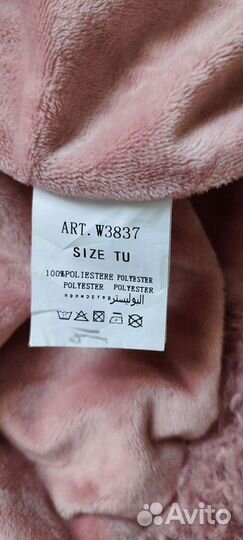 ART. W3837
SIZE TU
100%POLIESTERE POLYESTER
POLYESTER POLYESTER
البوليستر
Avito